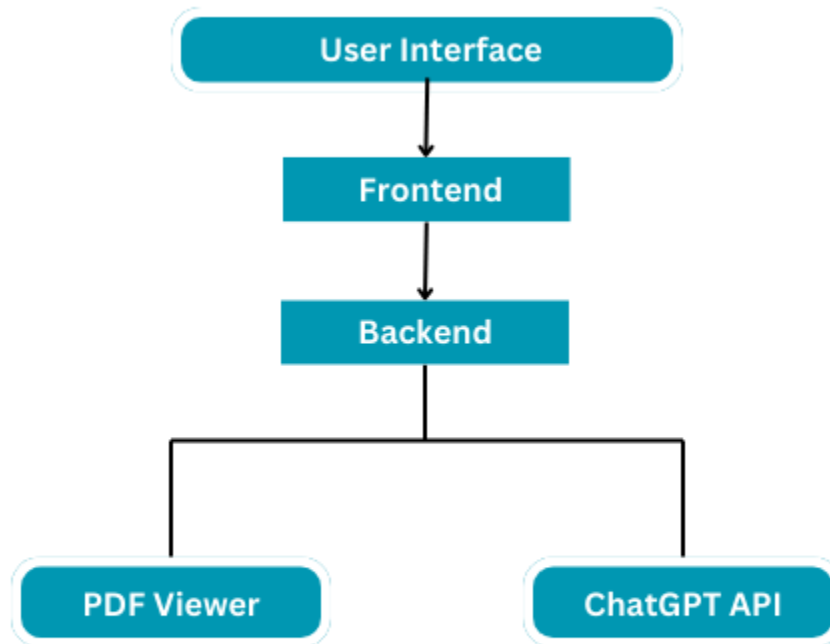 User Interface
Frontend
Backend
PDF Viewer
ChatGPT API